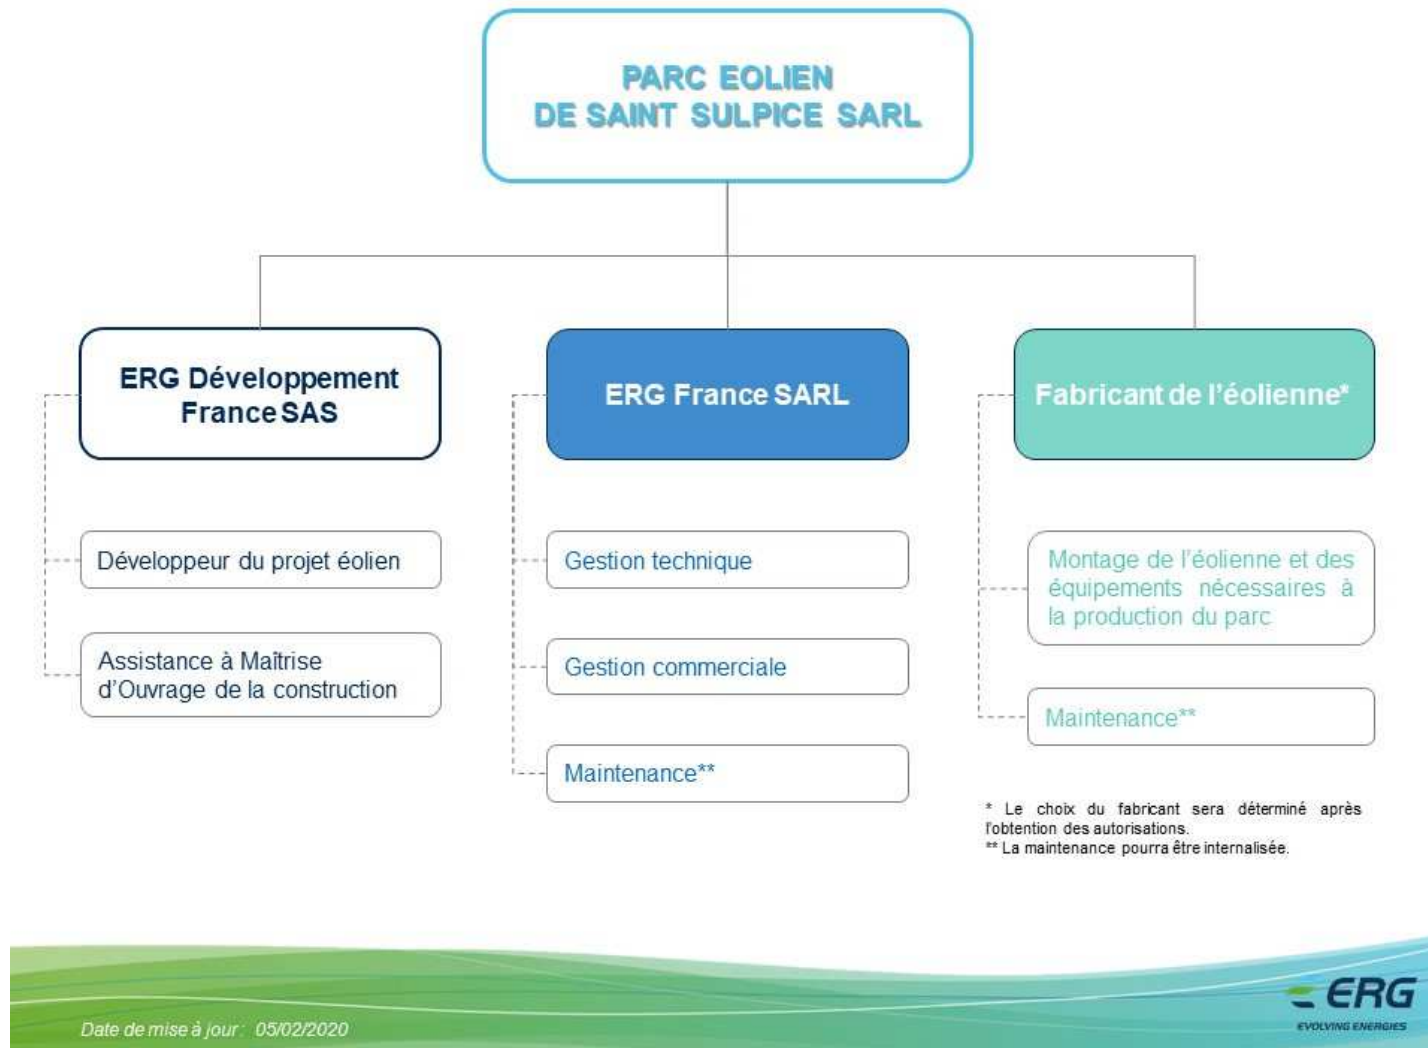 PARC EOLIEN
DE SAINT SULPICE SARL
ERG Développement
France SAS
Développeur du projet éolien
Assistance à Maîtrise
d'Ouvrage de la construction
ERG France SARL
Gestion technique
Gestion commerciale
Maintenance**
Fabricant de l'éolienne*
Montage de l'éolienne et des
équipements nécessaires à
la production du parc
Maintenance**
* Le choix du fabricant sera déterminé après
l'obtention des autorisations.
** La maintenance pourra être internalisée.
Date de mise à jour : 05/02/2020
ERG
EVOLVING ENERGIES